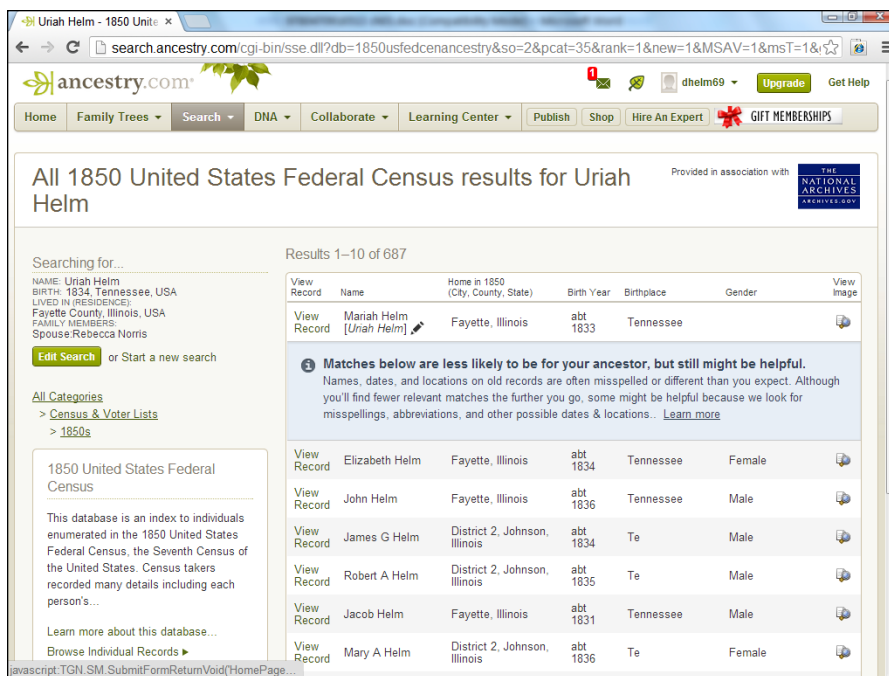 Uriah Helm - 1850 Unite ×
search.ancestry.com/cgi-bin/sse.dll?db=1850usfedcenancestry&so=2&pcat=35&rank=1&new=1&MSAV=1&msT=1&
ancestry.com
1
dhelm69
Upgrade
Get Help
Home Family Trees Search DNA Collaborate Learning Center Publish Shop Hire An Expert GIFT MEMBERSHIPS
All 1850 United States Federal Census results for Uriah
Helm
Provided in association with
THE
NATIONAL
ARCHIVES
ARCHIVES.GOV
Searching for...
NAME: Uriah Helm
BIRTH: 1834, Tennessee, USA
LIVED IN (RESIDENCE):
Fayette County, Illinois, USA
FAMILY MEMBERS:
Spouse:Rebecca Norris
Edit Search or Start a new search
All Categories
> Census & Voter Lists
> 1850s
1850 United States Federal
Census
This database is an index to individuals
enumerated in the 1850 United States
Federal Census, the Seventh Census of
the United States. Census takers
recorded many details including each
person's...
Learn more about this database...
Browse Individual Records ►
javascript:TGN.SM.SubmitFormReturnVoid('HomePage...
Results 1–10 of 687
View Record Name Home in 1850 (City, County, State) Birth Year Birthplace Gender View Image
View Record Mariah Helm [Uriah Helm] Fayette, Illinois abt 1833 Tennessee
Matches below are less likely to be for your ancestor, but still might be helpful.
Names, dates, and locations on old records are often misspelled or different than you expect. Although
you'll find fewer relevant matches the further you go, some might be helpful because we look for
misspellings, abbreviations, and other possible dates & locations.. Learn more
View Record Elizabeth Helm Fayette, Illinois abt 1834 Tennessee Female
View Record John Helm Fayette, Illinois abt 1836 Tennessee Male
View Record James G Helm District 2, Johnson, Illinois abt 1834 Te Male
View Record Robert A Helm District 2, Johnson, Illinois abt 1835 Te Male
View Record Jacob Helm Fayette, Illinois abt 1831 Tennessee Male
View Record Mary A Helm District 2, Johnson, Illinois abt 1836 Te Female